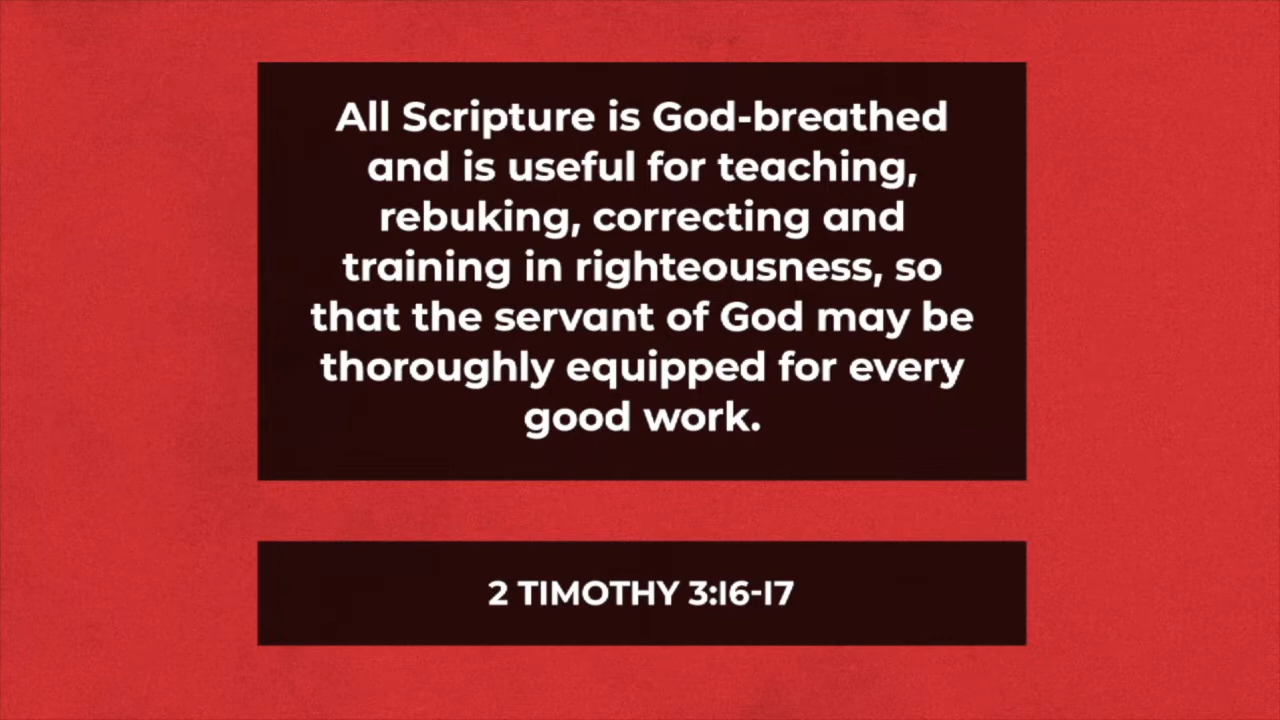 All Scripture is God-breathed
and is useful for teaching,
rebuking, correcting and
training in righteousness, so
that the servant of God may be
thoroughly equipped for every
good work.
2 TIMOTHY 3:16-17